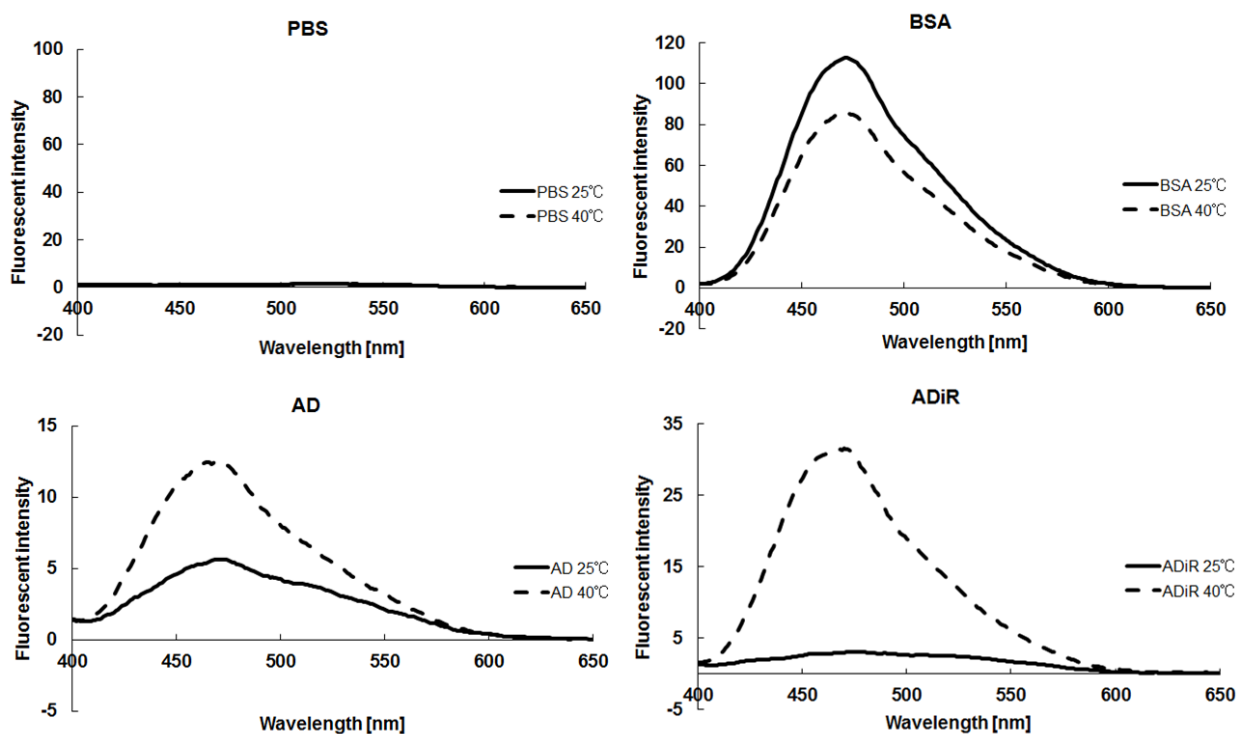 PBS
100
80
60
40
20
0
-20
400 450 500 550 600 650
Fluorescent intensity
Wavelength [nm]
PBS 25℃
PBS 40℃
BSA
120
100
80
60
40
20
0
-20
400 450 500 550 600 650
Fluorescent intensity
Wavelength [nm]
BSA 25℃
BSA 40℃
AD
15
10
5
0
-5
400 450 500 550 600 650
Fluorescent intensity
Wavelength [nm]
AD 25℃
AD 40℃
ADiR
35
25
15
5
-5
400 450 500 550 600 650
Fluorescent intensity
Wavelength [nm]
ADiR 25℃
ADiR 40℃